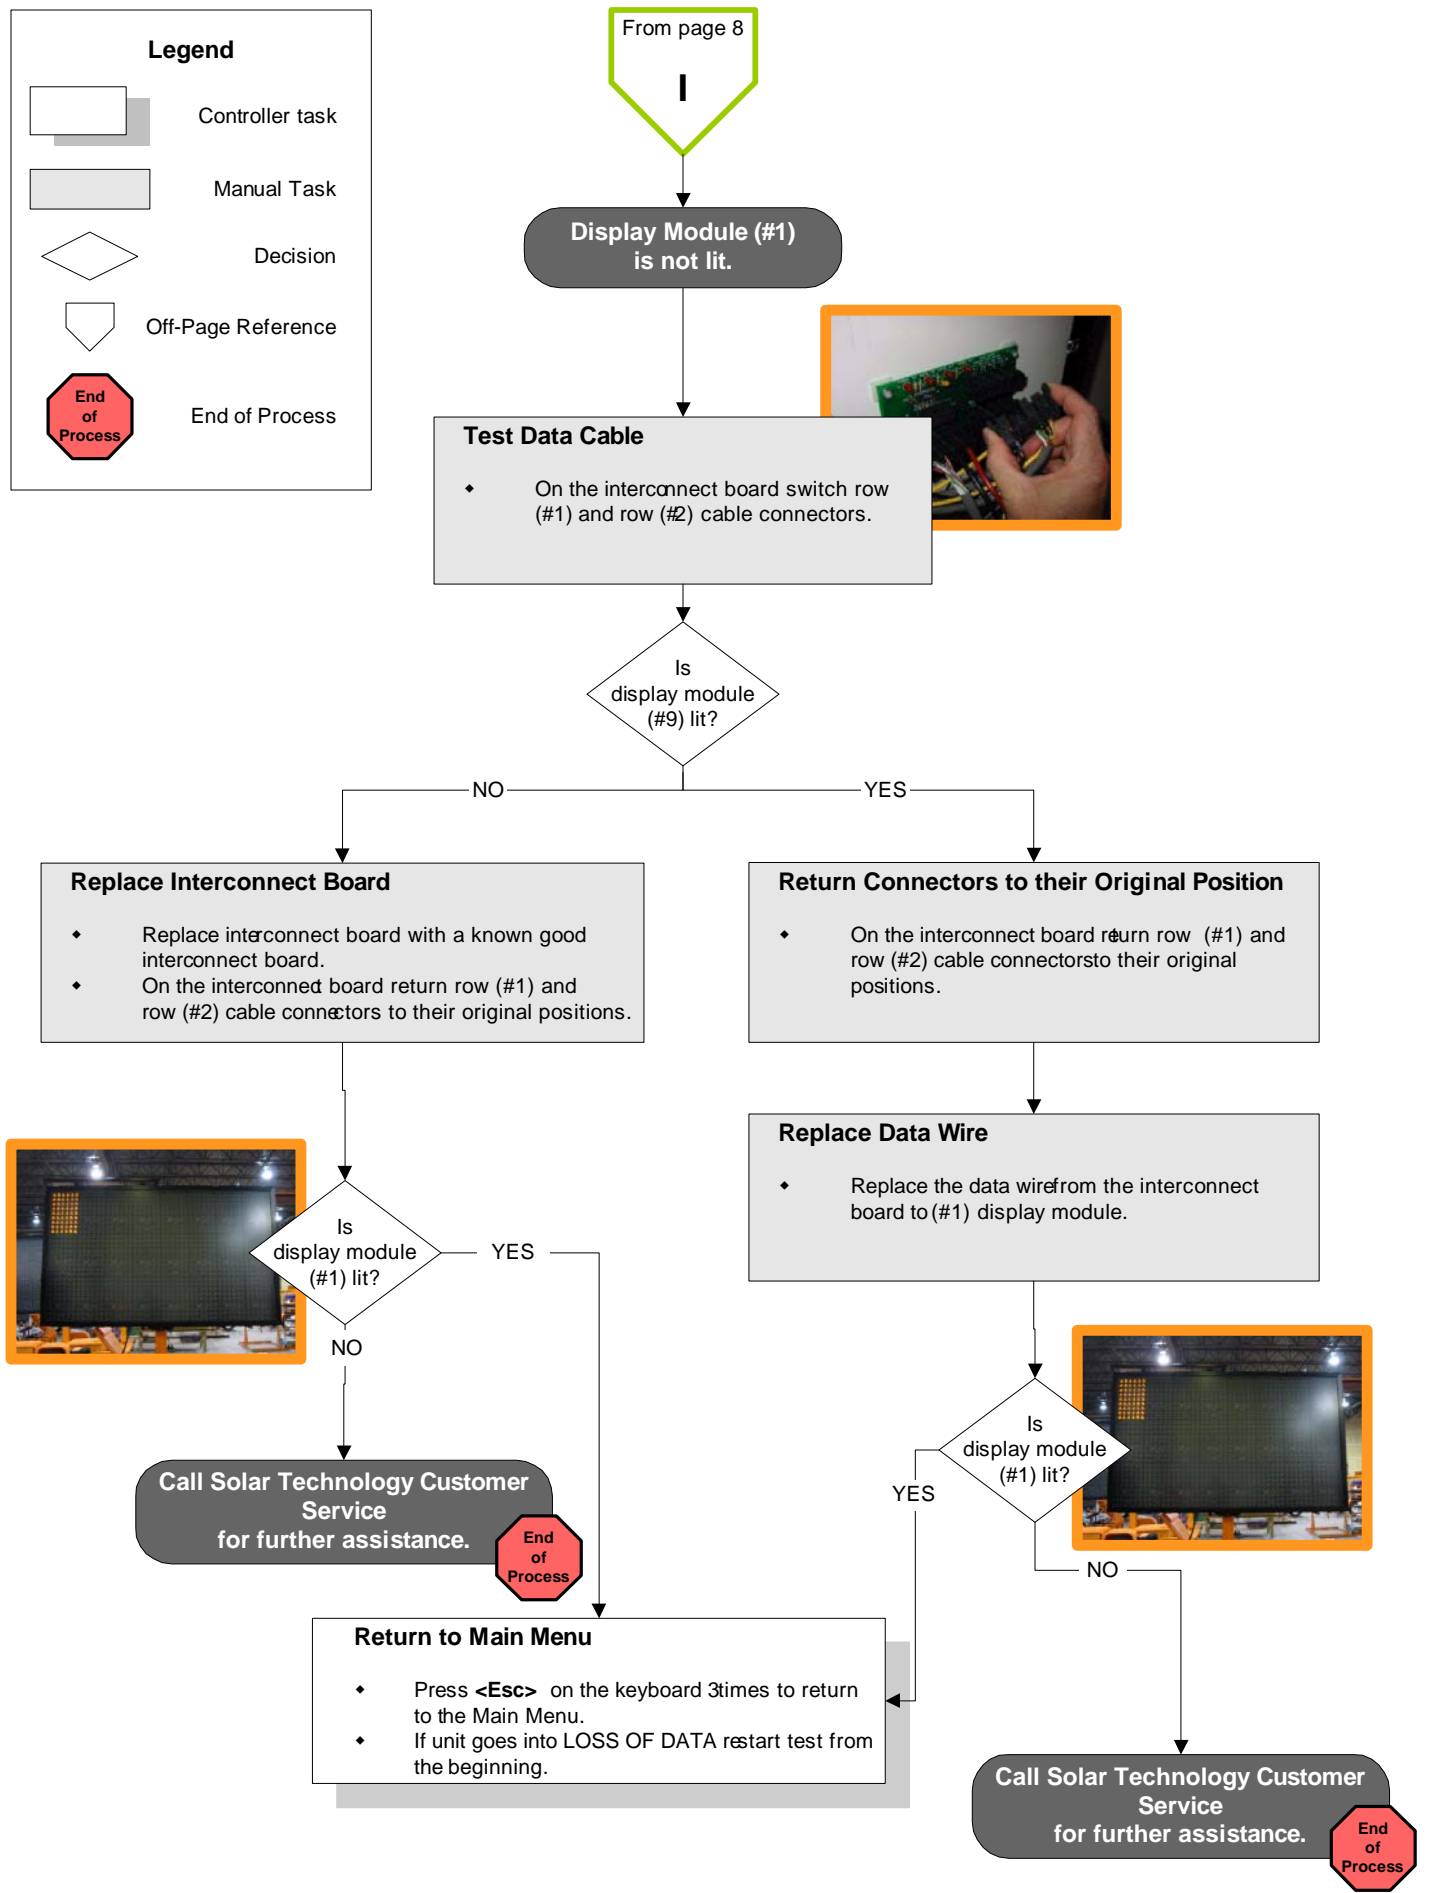 Legend
Controller task
Manual Task
Decision
Off-Page Reference
End
of
Process
End of Process
From page 8
I
Display Module (#1)
is not lit.
Test Data Cable
◆ On the interconnect board switch row
(#1) and row (#2) cable connectors.
Is
display module
(#9) lit?
NO
YES
Replace Interconnect Board
◆ Replace interconnect board with a known good
interconnect board.
◆ On the interconnect board return row (#1) and
row (#2) cable connectors to their original positions.
Return Connectors to their Original Position
◆ On the interconnect board return row (#1) and
row (#2) cable connectors to their original
positions.
Replace Data Wire
◆ Replace the data wire from the interconnect
board to (#1) display module.
Is
display module
(#1) lit?
YES
NO
Call Solar Technology Customer
Service
for further assistance.
End
of
Process
Is
display module
(#1) lit?
YES
NO
Return to Main Menu
◆ Press <Esc> on the keyboard 3 times to return
to the Main Menu.
◆ If unit goes into LOSS OF DATA restart test from
the beginning.
Call Solar Technology Customer
Service
for further assistance.
End
of
Process